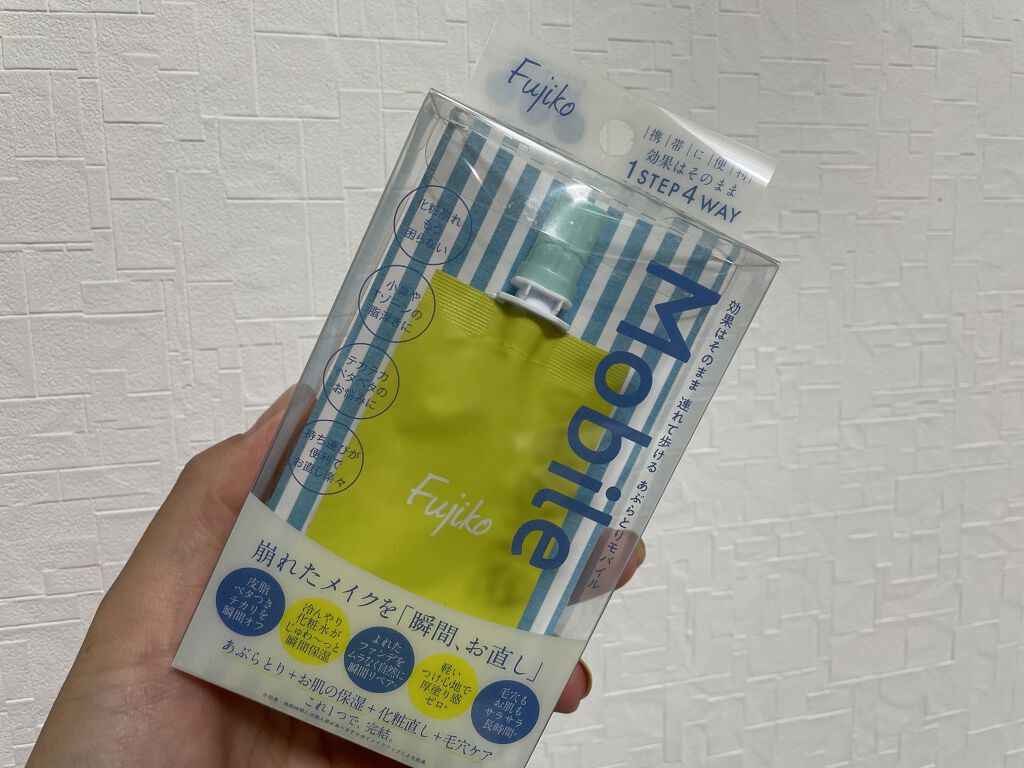 Fujiko
携帯に便利
効果はそのまま
1 STEP 4 WAY
化粧崩れ
もう
困らない
小鼻や
Tゾーンの
脂浮きに
テカテカ
ベタベタの
お悩みに
持ち運びが
便利で
お直し楽々
Mobile
効果はそのまま 連れて歩ける あぶらとりモバイル
Fujiko
崩れたメイクを「瞬間、お直し」
皮脂
ベタつき
テカリを
瞬間オフ
冷んやり
化粧水が
じゅわ〜っと
瞬間保湿
よれた
ファンデを
ムラなく自然に
瞬間リペア
軽い
つけ心地で
厚塗り感
ゼロ*
毛穴も
お肌も
サラサラ
長時間*
あぶらとり+お肌の保湿+化粧直し+毛穴ケア
これ1つで、完結。